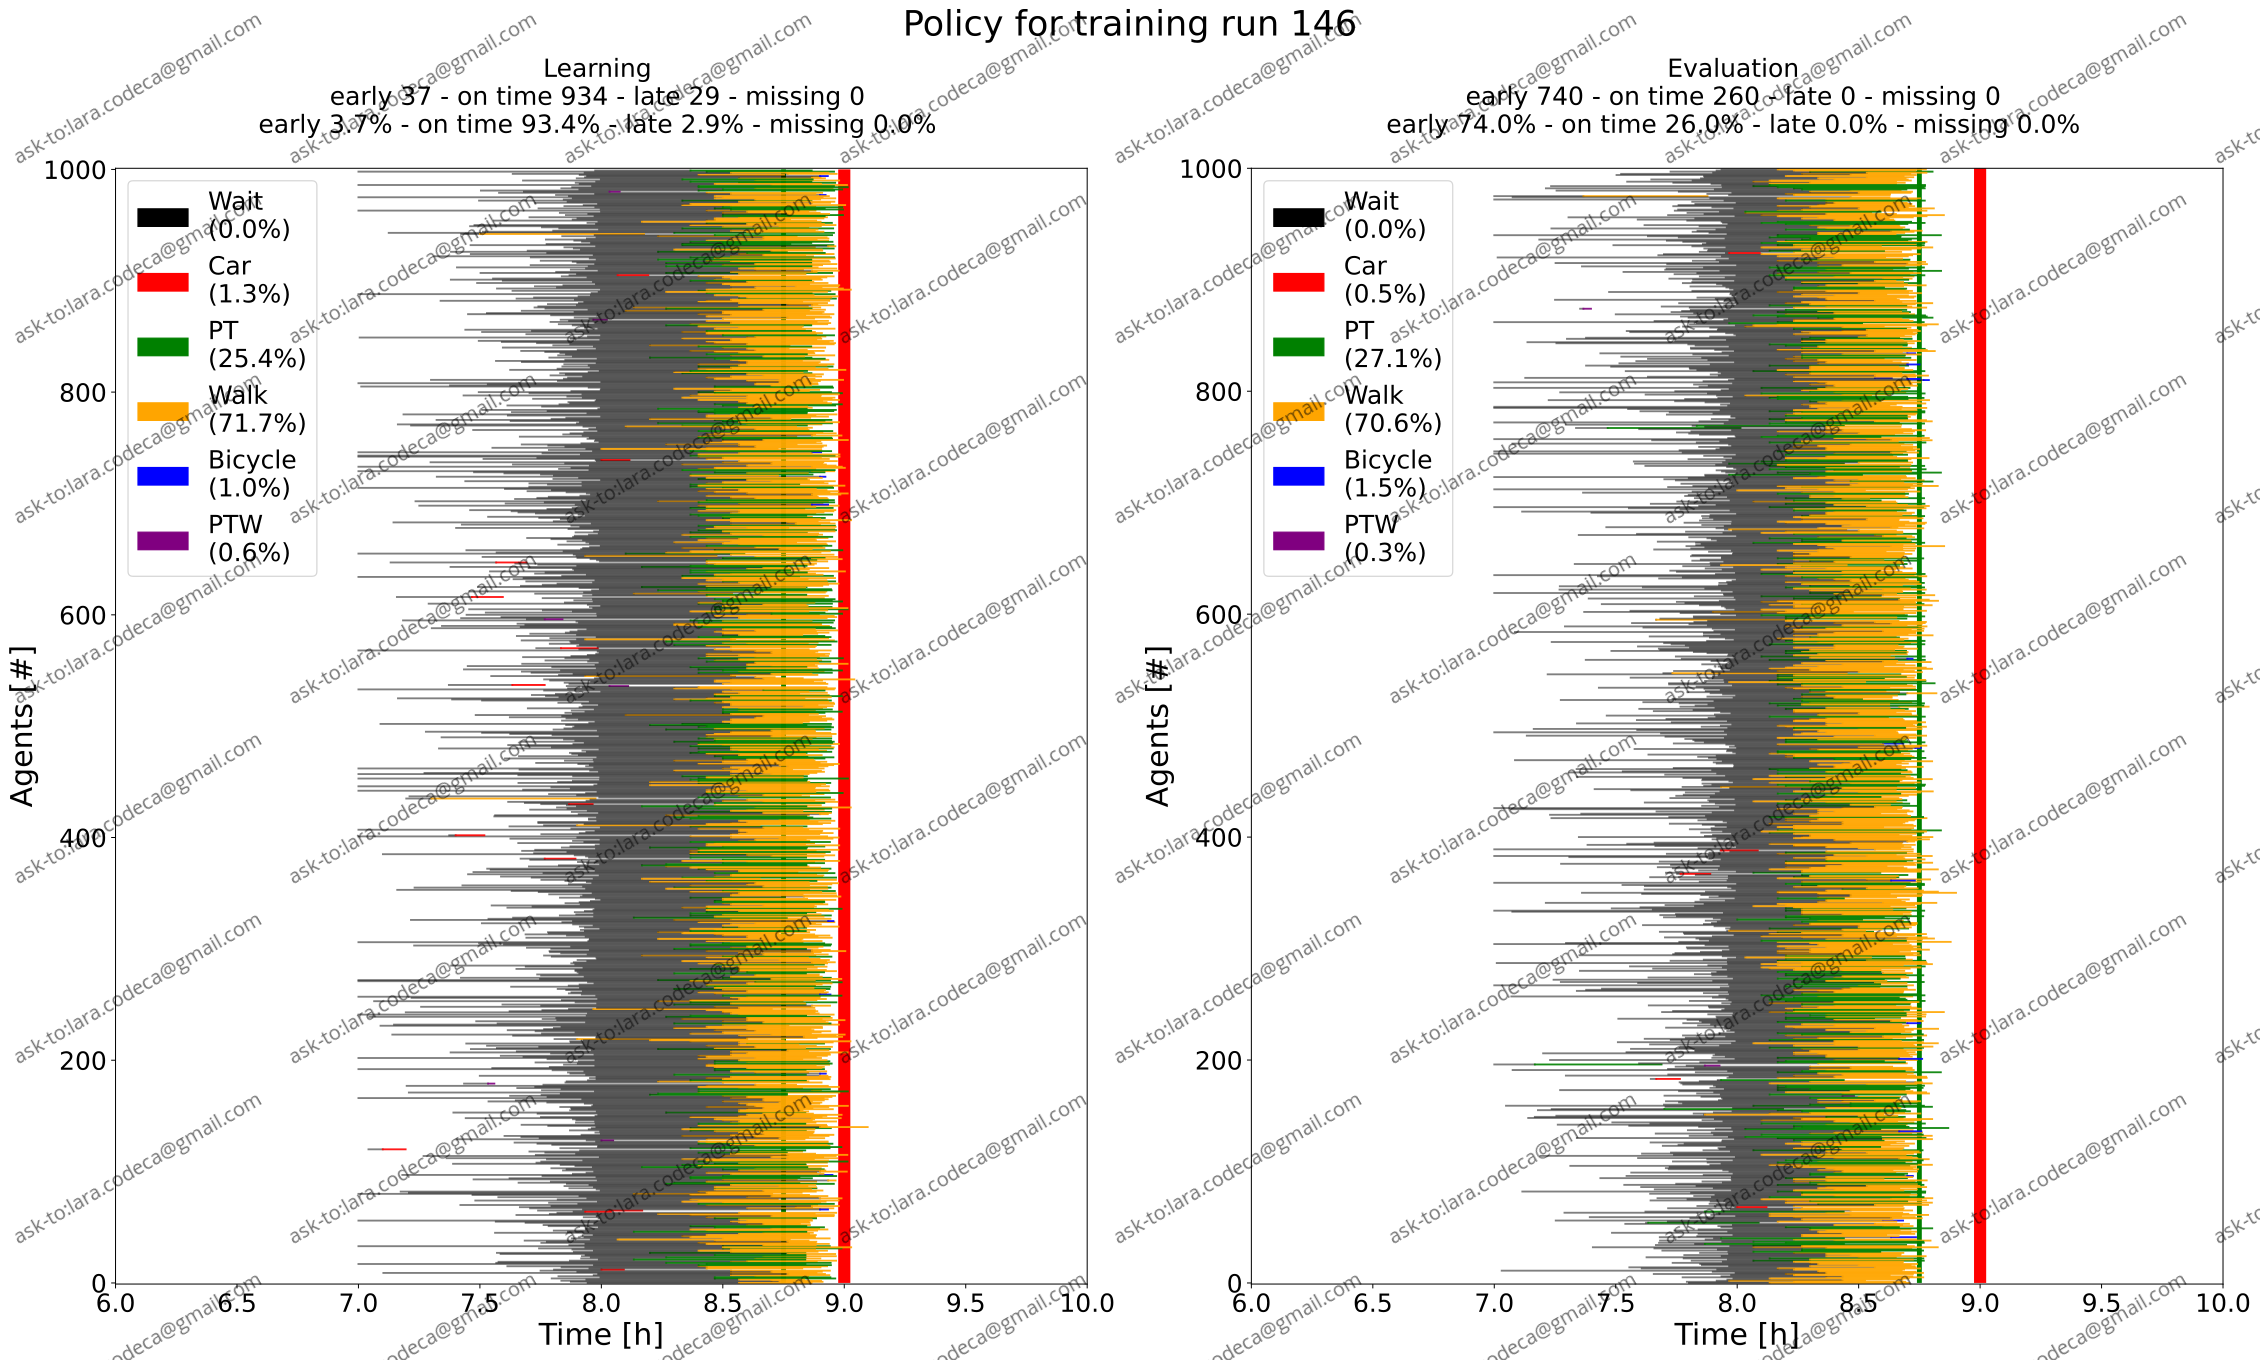 Policy for training run 146
Learning
early 37 - on time 934 - late 29 - missing 0
early 3.7% - on time 93.4% - late 2.9% - missing 0.0%
1000
800
600
400
200
0
Agents [#]
Wait
(0.0%)
Car
(1.3%)
PT
(25.4%)
Walk
(71.7%)
Bicycle
(1.0%)
PTW
(0.6%)
6.0 6.5 7.0 7.5 8.0 8.5 9.0 9.5 10.0
Time [h]
Evaluation
early 740 - on time 260 - late 0 - missing 0
early 74.0% - on time 26.0% - late 0.0% - missing 0.0%
1000
800
600
400
200
0
Agents [#]
Wait
(0.0%)
Car
(0.5%)
PT
(27.1%)
Walk
(70.6%)
Bicycle
(1.5%)
PTW
(0.3%)
6.0 6.5 7.0 7.5 8.0 8.5 9.0 9.5 10.0
Time [h]
ask-to:lara.codeca@gmail.com